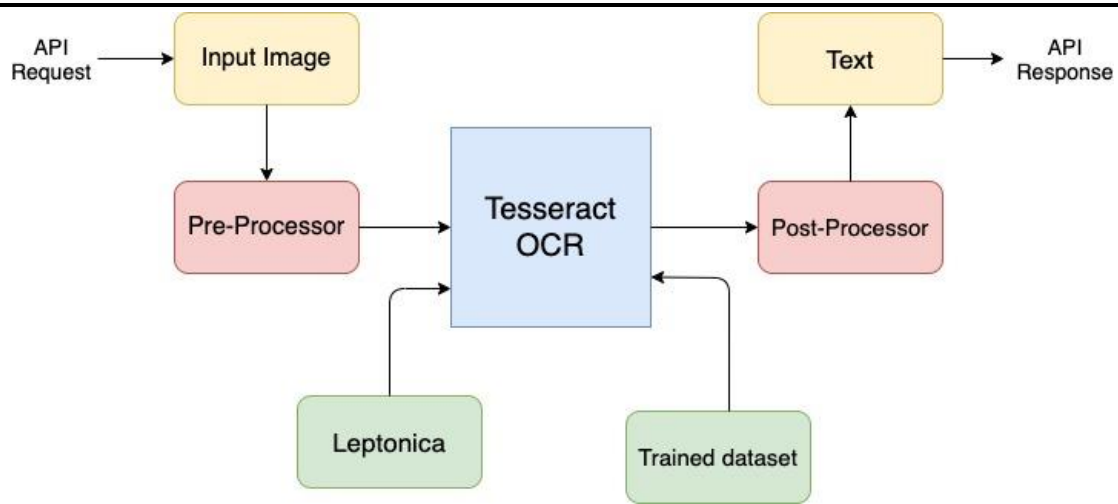 API
Request
Input Image
Text
API
Response
Pre-Processor
Tesseract
OCR
Post-Processor
Leptonica
Trained dataset